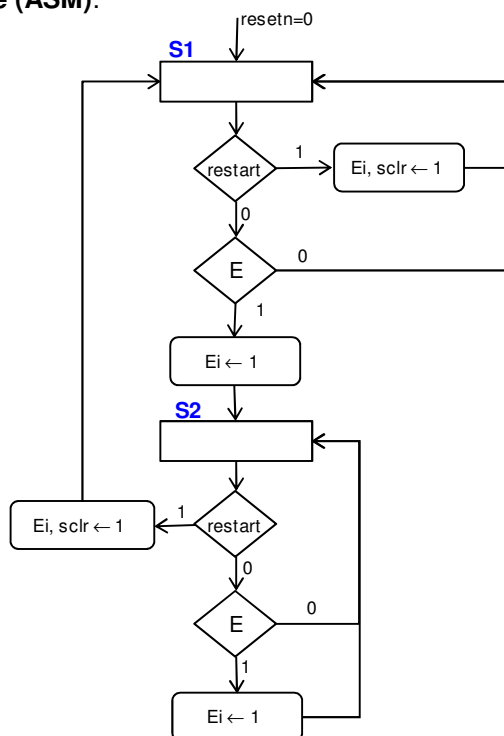 e (ASM):
resetn=0
S1
restart
1
Ei, sclr ← 1
0
E
0
1
Ei ← 1
S2
restart
1
Ei, sclr ← 1
0
E
0
1
Ei ← 1